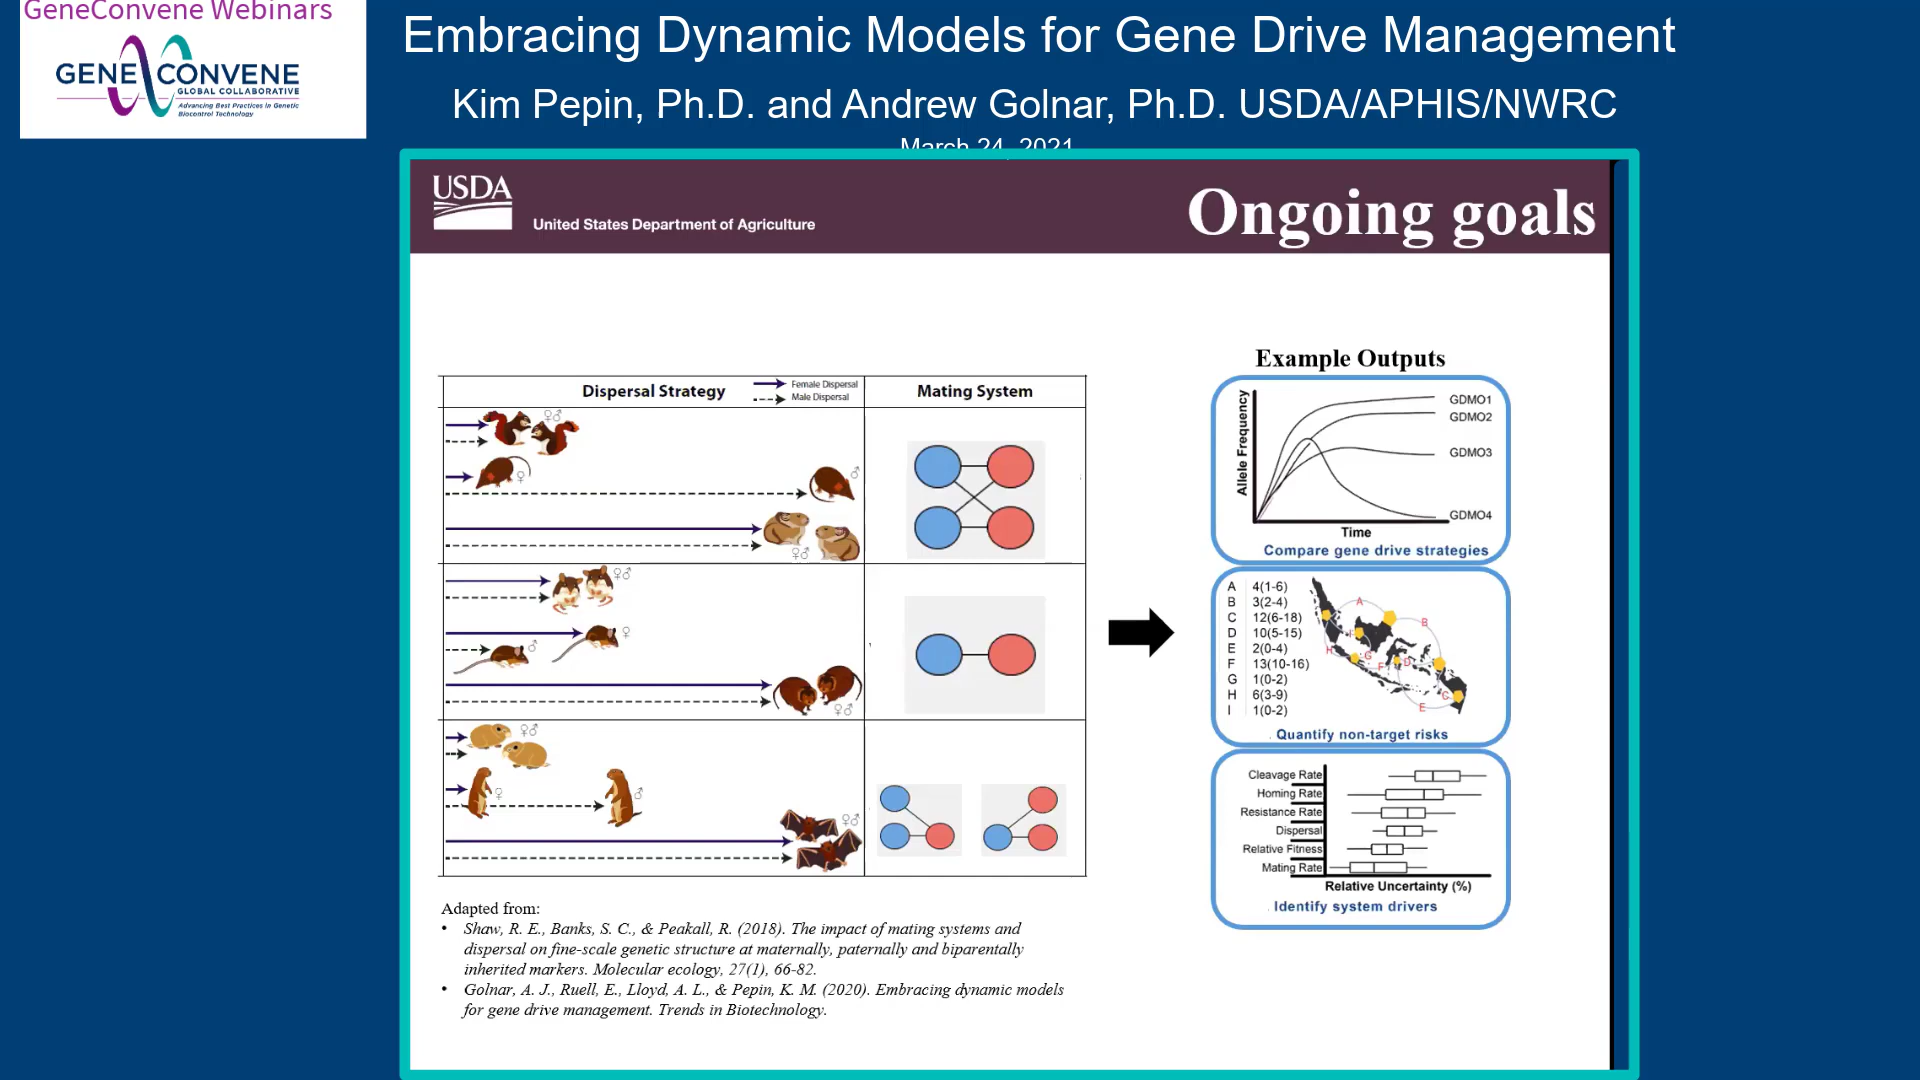 GeneConvene Webinars
GENE CONVENE
GLOBAL COLLABORATIVE
Advancing Best Practices in Genetic
Biocontrol Technology
Embracing Dynamic Models for Gene Drive Management
Kim Pepin, Ph.D. and Andrew Golnar, Ph.D. USDA/APHIS/NWRC
March 24, 2021
USDA
United States Department of Agriculture
Ongoing goals
Dispersal Strategy
Female Dispersal
Male Dispersal
Mating System
♀♂
♀
♂
♀♂
♀♂
♀
♂
♀♂
♀♂
♀
♂
♀♂
Example Outputs
Allele Frequency
GDMO1
GDMO2
GDMO3
GDMO4
Time
Compare gene drive strategies
A 4(1-6)
B 3(2-4)
C 12(6-18)
D 10(5-15)
E 2(0-4)
F 13(10-16)
G 1(0-2)
H 6(3-9)
I 1(0-2)
A
B
H
G
F
D
C
E
Quantify non-target risks
Cleavage Rate
Homing Rate
Resistance Rate
Dispersal
Relative Fitness
Mating Rate
Relative Uncertainty (%)
Identify system drivers
Adapted from:
• Shaw, R. E., Banks, S. C., & Peakall, R. (2018). The impact of mating systems and
dispersal on fine-scale genetic structure at maternally, paternally and biparentally
inherited markers. Molecular ecology, 27(1), 66-82.
• Golnar, A. J., Ruell, E., Lloyd, A. L., & Pepin, K. M. (2020). Embracing dynamic models
for gene drive management. Trends in Biotechnology.